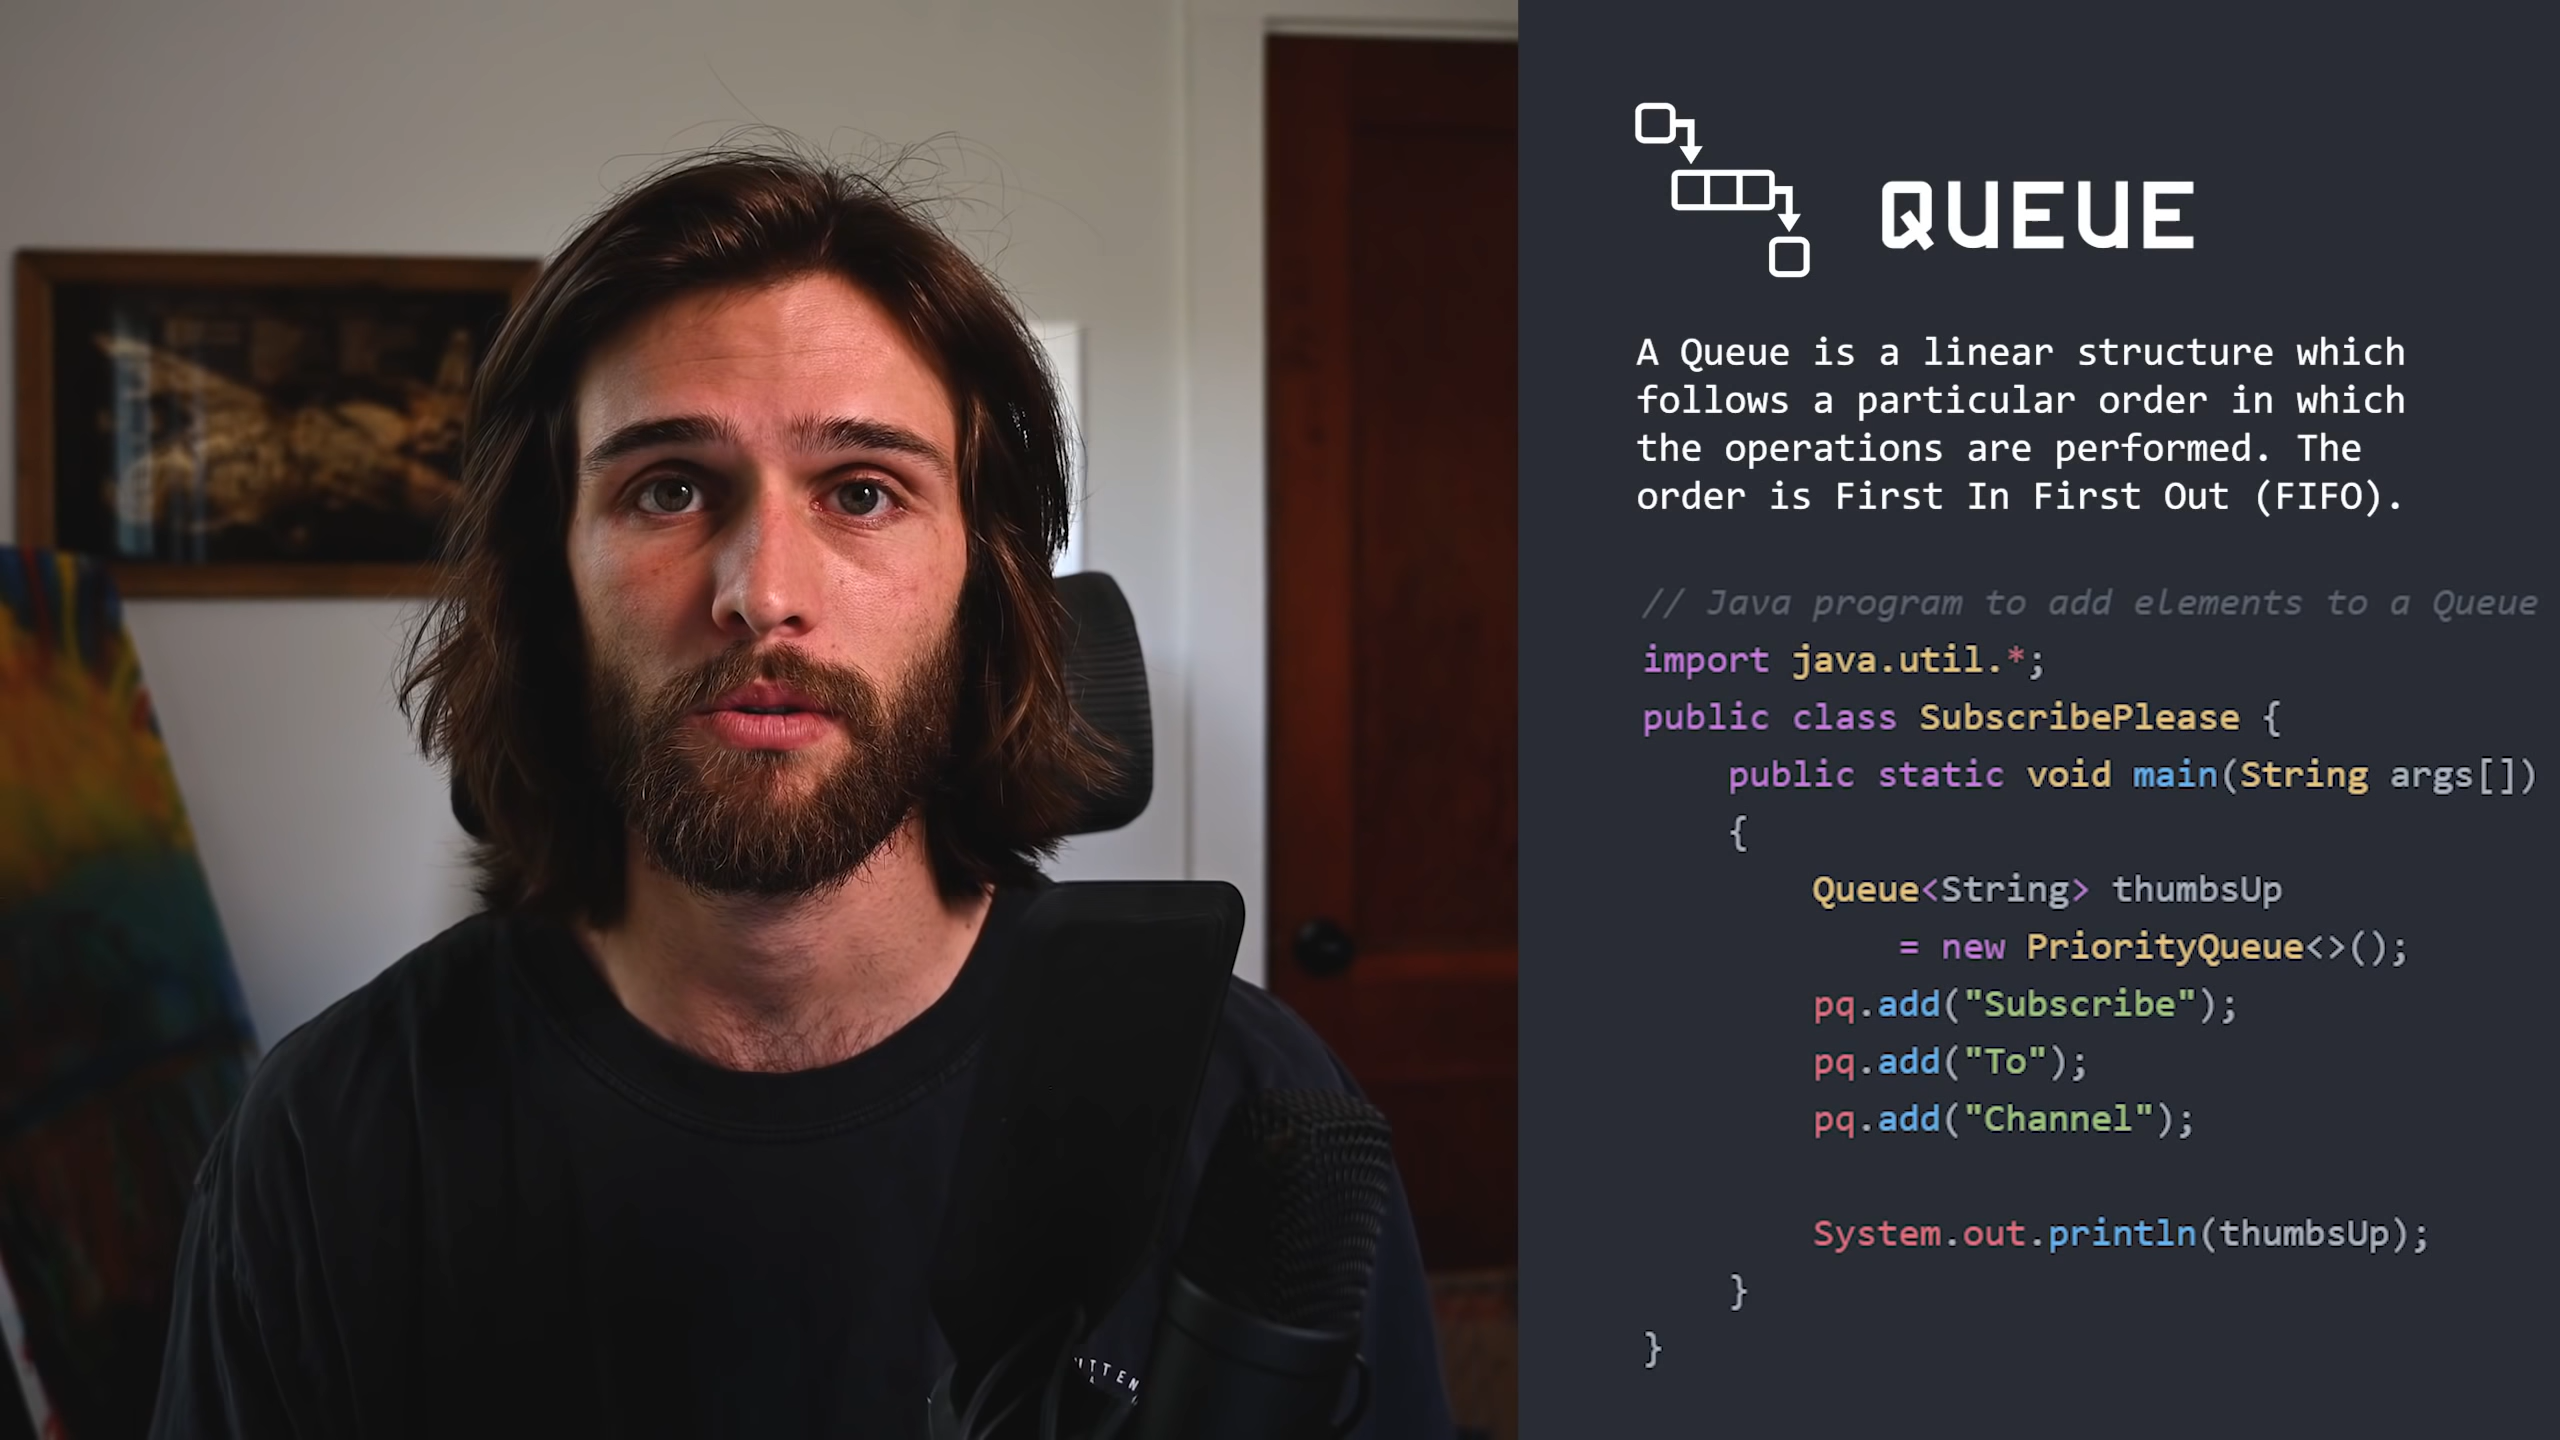 QUEUE
A Queue is a linear structure which
follows a particular order in which
the operations are performed. The
order is First In First Out (FIFO).
// Java program to add elements to a Queue
import java.util.*;
public class SubscribePlease {
    public static void main(String args[])
    {
        Queue<String> thumbsUp
            = new PriorityQueue<>();
        pq.add("Subscribe");
        pq.add("To");
        pq.add("Channel");
        System.out.println(thumbsUp);
    }
}